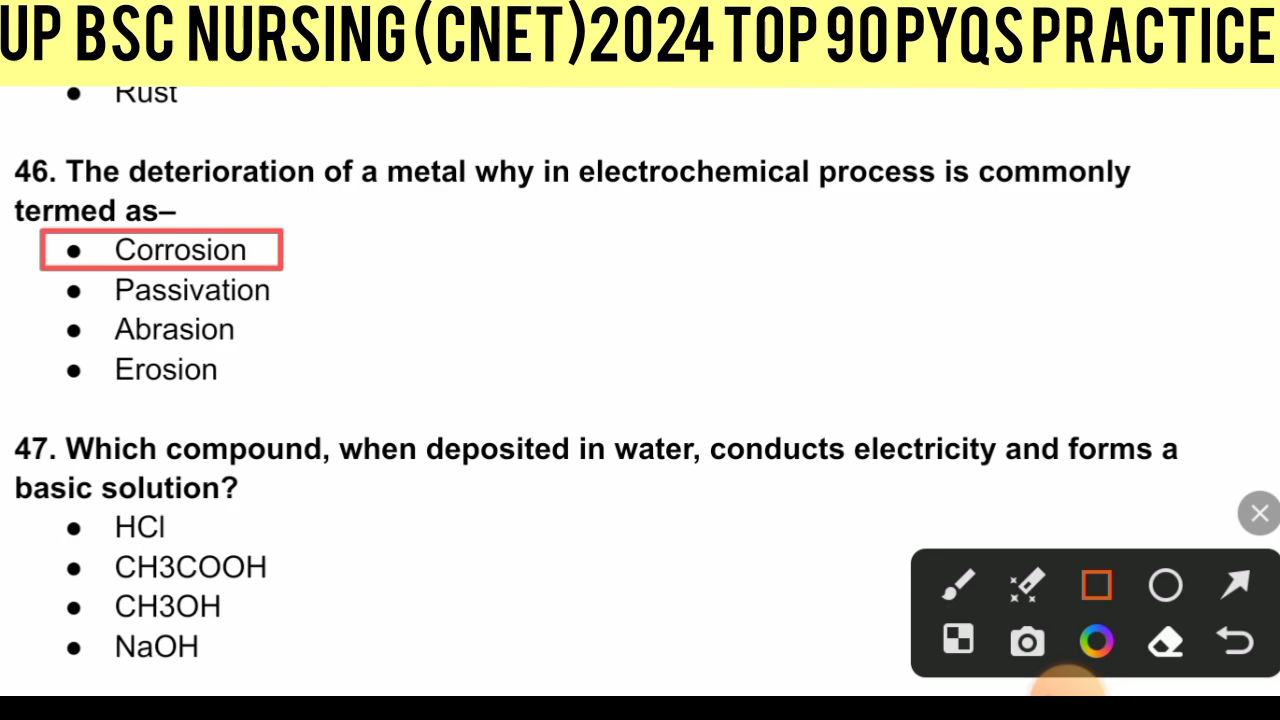 UP BSC NURSING(CNET)2024 TOP 90 PYQS PRACTICE
● Rust
46. The deterioration of a metal why in electrochemical process is commonly
termed as–
● Corrosion
● Passivation
● Abrasion
● Erosion
47. Which compound, when deposited in water, conducts electricity and forms a
basic solution?
● HCl
● CH3COOH
● CH3OH
● NaOH